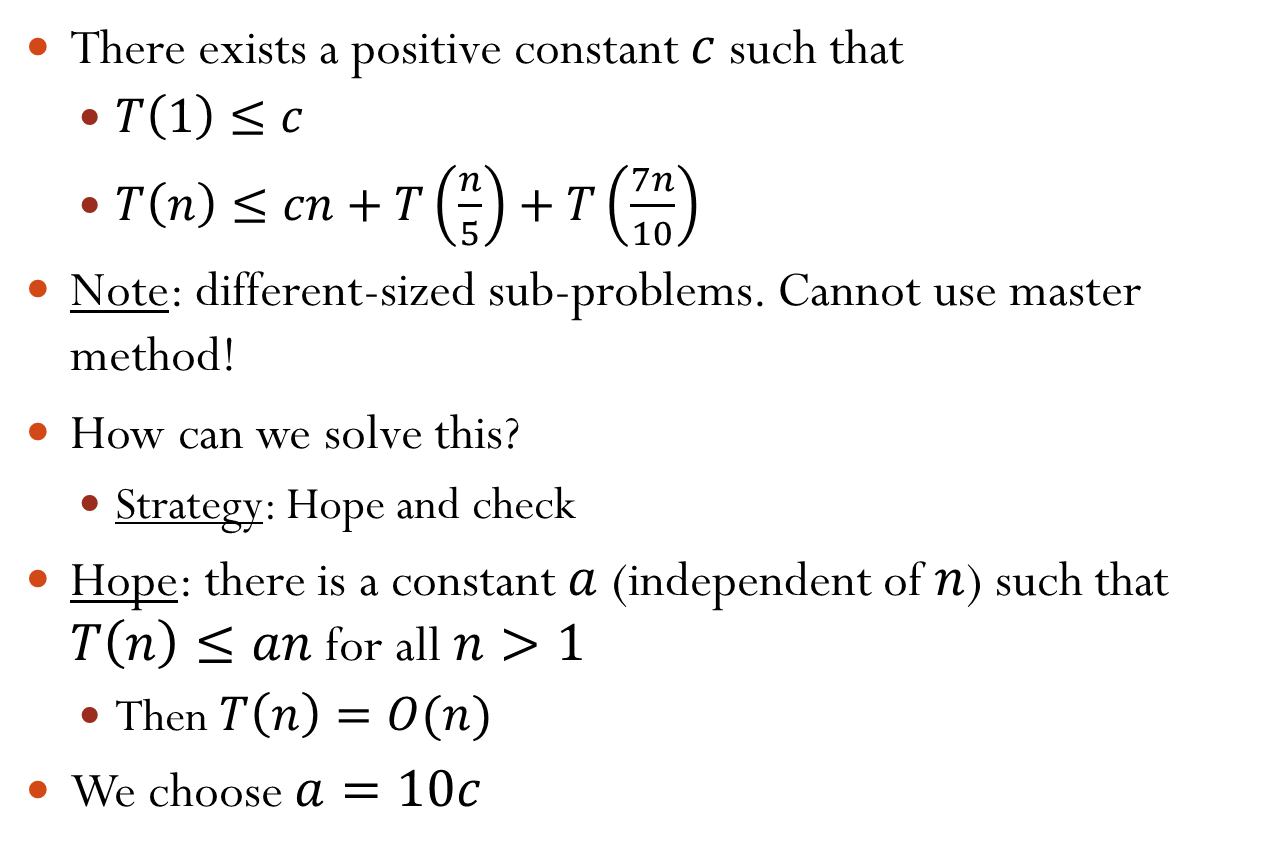 • There exists a positive constant c such that
• T(1) ≤ c
• T(n) ≤ cn + T(n/5) + T(7n/10)
• Note: different-sized sub-problems. Cannot use master
method!
• How can we solve this?
• Strategy: Hope and check
• Hope: there is a constant a (independent of n) such that
T(n) ≤ an for all n > 1
• Then T(n) = O(n)
• We choose a = 10c